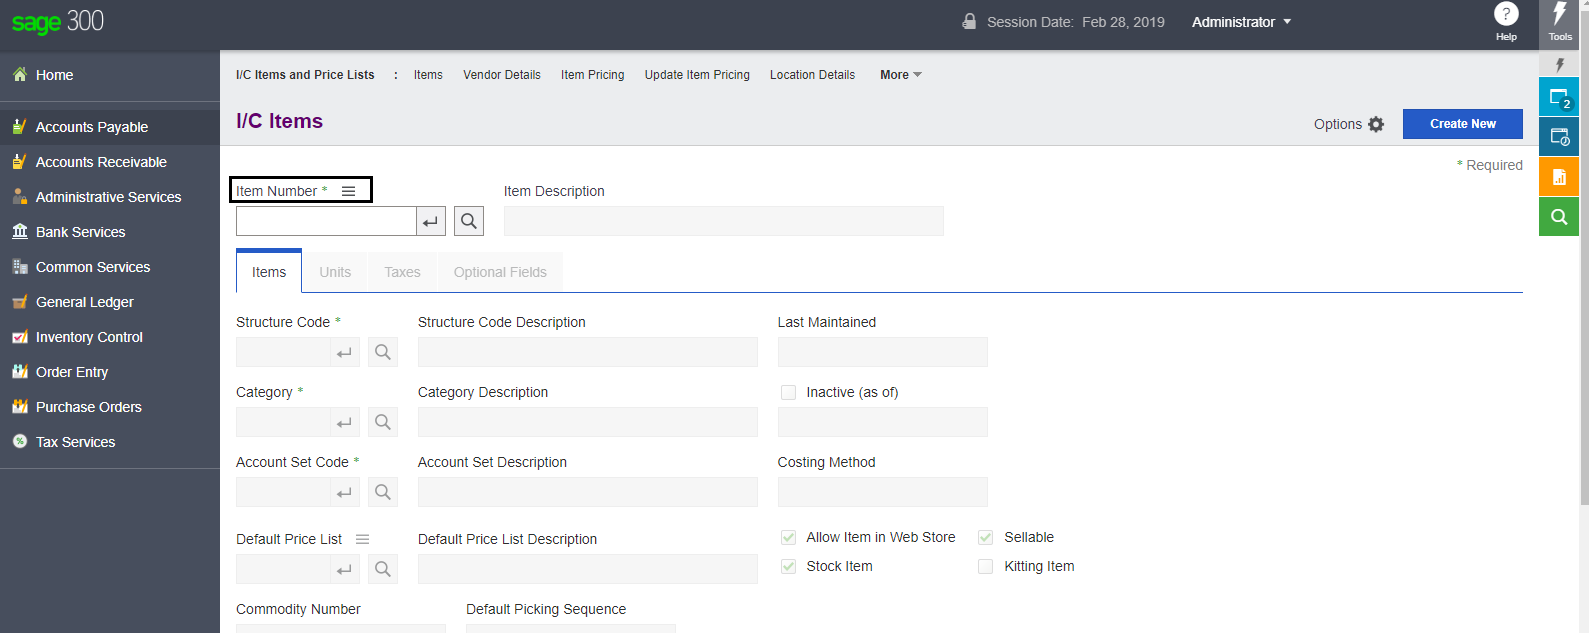 sage 300
Session Date: Feb 28, 2019 Administrator
? Help
Tools
Home
Accounts Payable
Accounts Receivable
Administrative Services
Bank Services
Common Services
General Ledger
Inventory Control
Order Entry
Purchase Orders
% Tax Services
I/C Items and Price Lists : Items Vendor Details Item Pricing Update Item Pricing Location Details More
I/C Items
Options Create New
2
* Required
Item Number * Item Description
Items Units Taxes Optional Fields
Structure Code * Structure Code Description Last Maintained
Category * Category Description Inactive (as of)
Account Set Code * Account Set Description Costing Method
Default Price List Default Price List Description Allow Item in Web Store Sellable
Stock Item Kitting Item
Commodity Number Default Picking Sequence